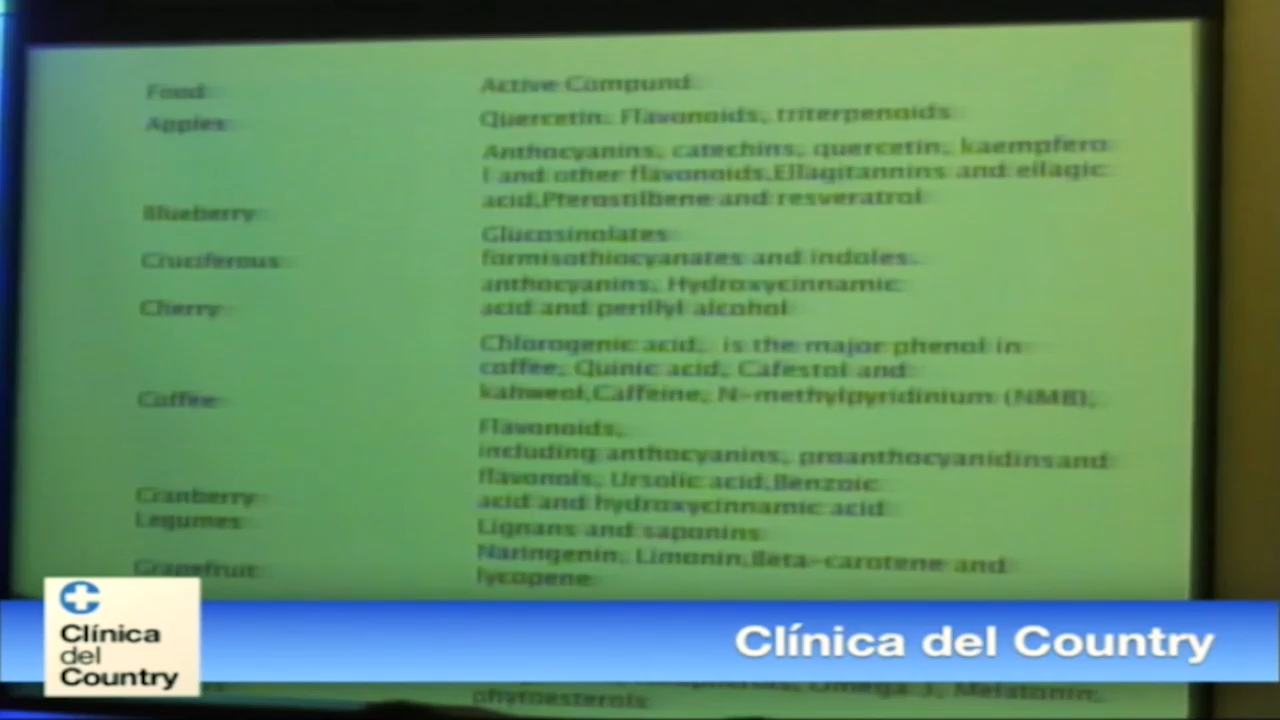 Food
Active Compund
Apples
Quercetin, Flavonoids, triterpenoids
Anthocyanins, catechins, quercetin, kaempfero
l and other flavonoids,Ellagitannins and ellagic
acid,Pterostilbene and resveratrol
Blueberry
Glucosinolates
Cruciferous
formisothiocyanates and indoles.
anthocyanins, Hydroxycinnamic
Cherry
acid and perillyl alcohol
Chlorogenic acid, is the major phenol in
coffee, Quinic acid, Cafestol and
Coffee
kahweol,Caffeine, N-methylpyridinium (NMB),
Flavonoids,
including anthocyanins, proanthocyanidinsand
flavonols, Ursolic acid,Benzoic
Cranberry
acid and hydroxycinnamic acid
Legumes
Lignans and saponins
Grapefruit
Naringenin, Limonin,Beta-carotene and
lycopene
Clínica
del
Country
Clínica del Country
Omega 3, Melatonin,
phytoesterols